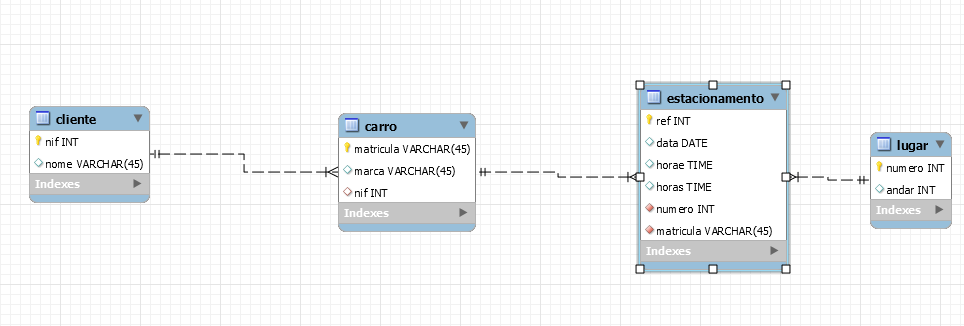 cliente
nif INT
nome VARCHAR(45)
Indexes
carro
matricula VARCHAR(45)
marca VARCHAR(45)
nif INT
Indexes
estacionamento
ref INT
data DATE
horae TIME
horas TIME
numero INT
matricula VARCHAR(45)
Indexes
lugar
numero INT
andar INT
Indexes